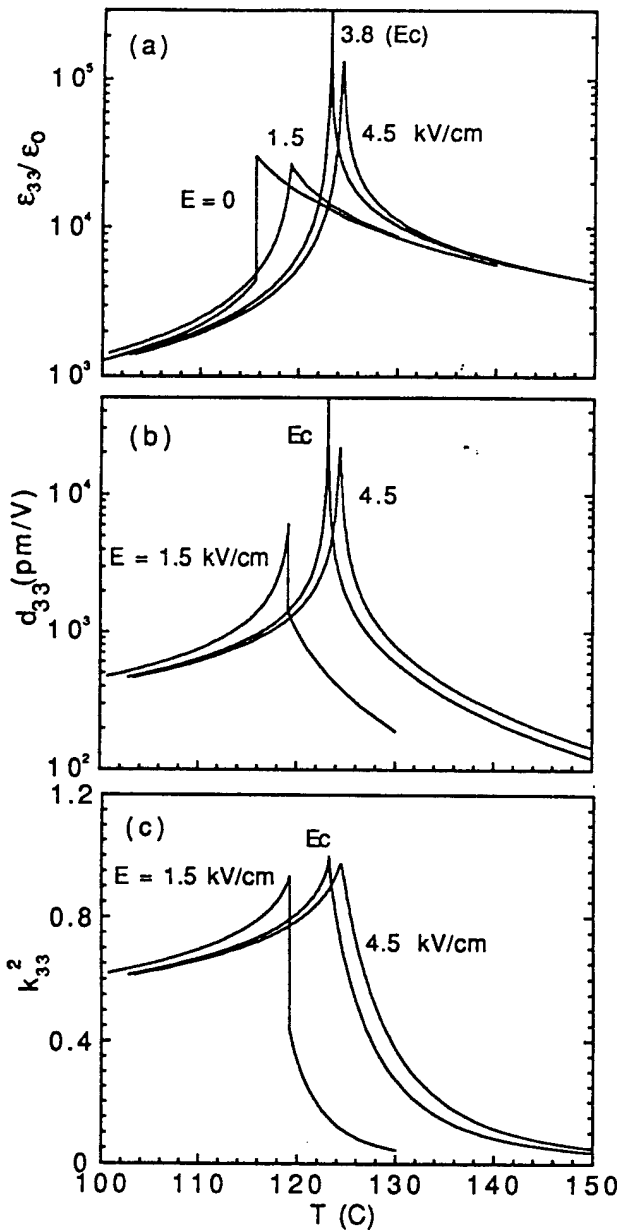 (a)
3.8 (Ec)
10⁵
1.5
4.5 kV/cm
ε₃₃/ε₀
E = 0
10⁴
10³
(b)
Ec
10⁴
4.5
E = 1.5 kV/cm
d₃₃(pm/V)
10³
10²
1.2
(c)
Ec
E = 1.5 kV/cm
0.8
4.5 kV/cm
k²₃₃
0.4
0
100 110 120 130 140 150
T (C)